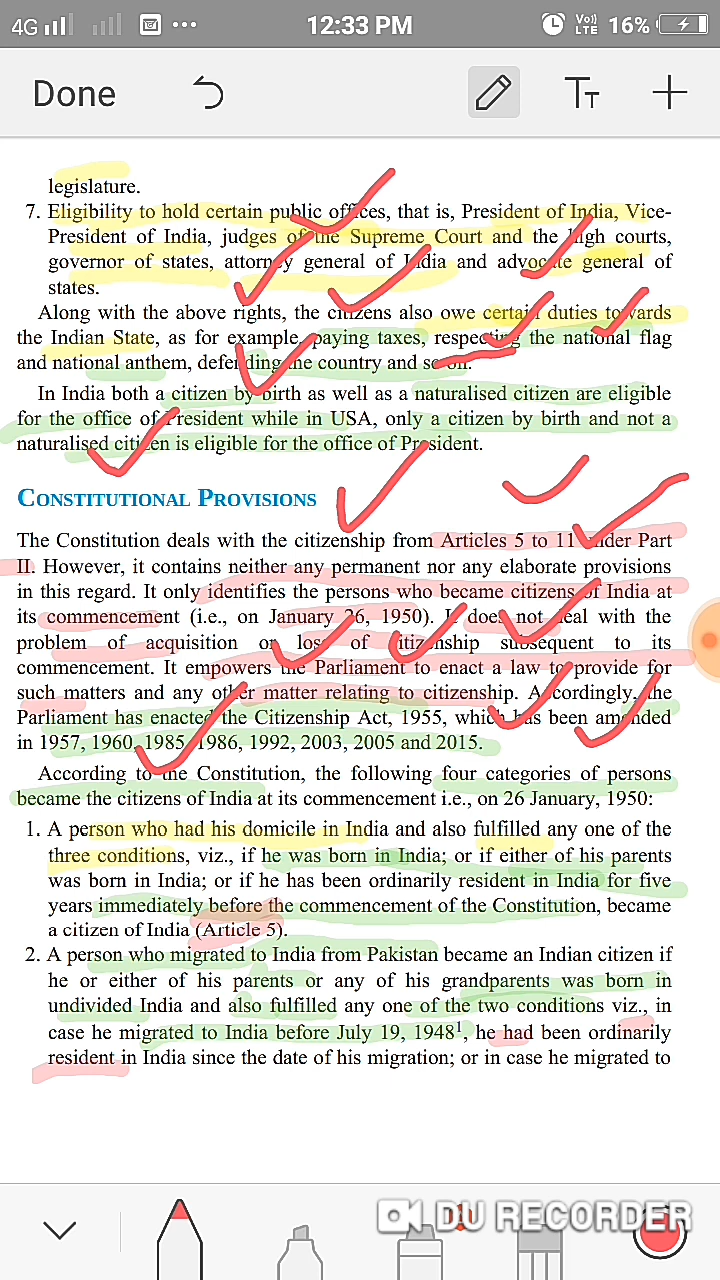 4G 12:33 PM Vo)) LTE 16%
Done TT
legislature.
7. Eligibility to hold certain public offices, that is, President of India, Vice-
President of India, judges of the Supreme Court and the high courts,
governor of states, attorney general of India and advocate general of
states.
Along with the above rights, the citizens also owe certain duties towards
the Indian State, as for example, paying taxes, respecting the national flag
and national anthem, defending the country and so on.
In India both a citizen by birth as well as a naturalised citizen are eligible
for the office of President while in USA, only a citizen by birth and not a
naturalised citizen is eligible for the office of President.
CONSTITUTIONAL PROVISIONS
The Constitution deals with the citizenship from Articles 5 to 11 under Part
II. However, it contains neither any permanent nor any elaborate provisions
in this regard. It only identifies the persons who became citizens of India at
its commencement (i.e., on January 26, 1950). It does not deal with the
problem of acquisition or loss of citizenship subsequent to its
commencement. It empowers the Parliament to enact a law to provide for
such matters and any other matter relating to citizenship. Accordingly, the
Parliament has enacted the Citizenship Act, 1955, which has been amended
in 1957, 1960, 1985, 1986, 1992, 2003, 2005 and 2015.
According to the Constitution, the following four categories of persons
became the citizens of India at its commencement i.e., on 26 January, 1950:
1. A person who had his domicile in India and also fulfilled any one of the
three conditions, viz., if he was born in India; or if either of his parents
was born in India; or if he has been ordinarily resident in India for five
years immediately before the commencement of the Constitution, became
a citizen of India (Article 5).
2. A person who migrated to India from Pakistan became an Indian citizen if
he or either of his parents or any of his grandparents was born in
undivided India and also fulfilled any one of the two conditions viz., in
case he migrated to India before July 19, 1948¹, he had been ordinarily
resident in India since the date of his migration; or in case he migrated to
DU RECORDER